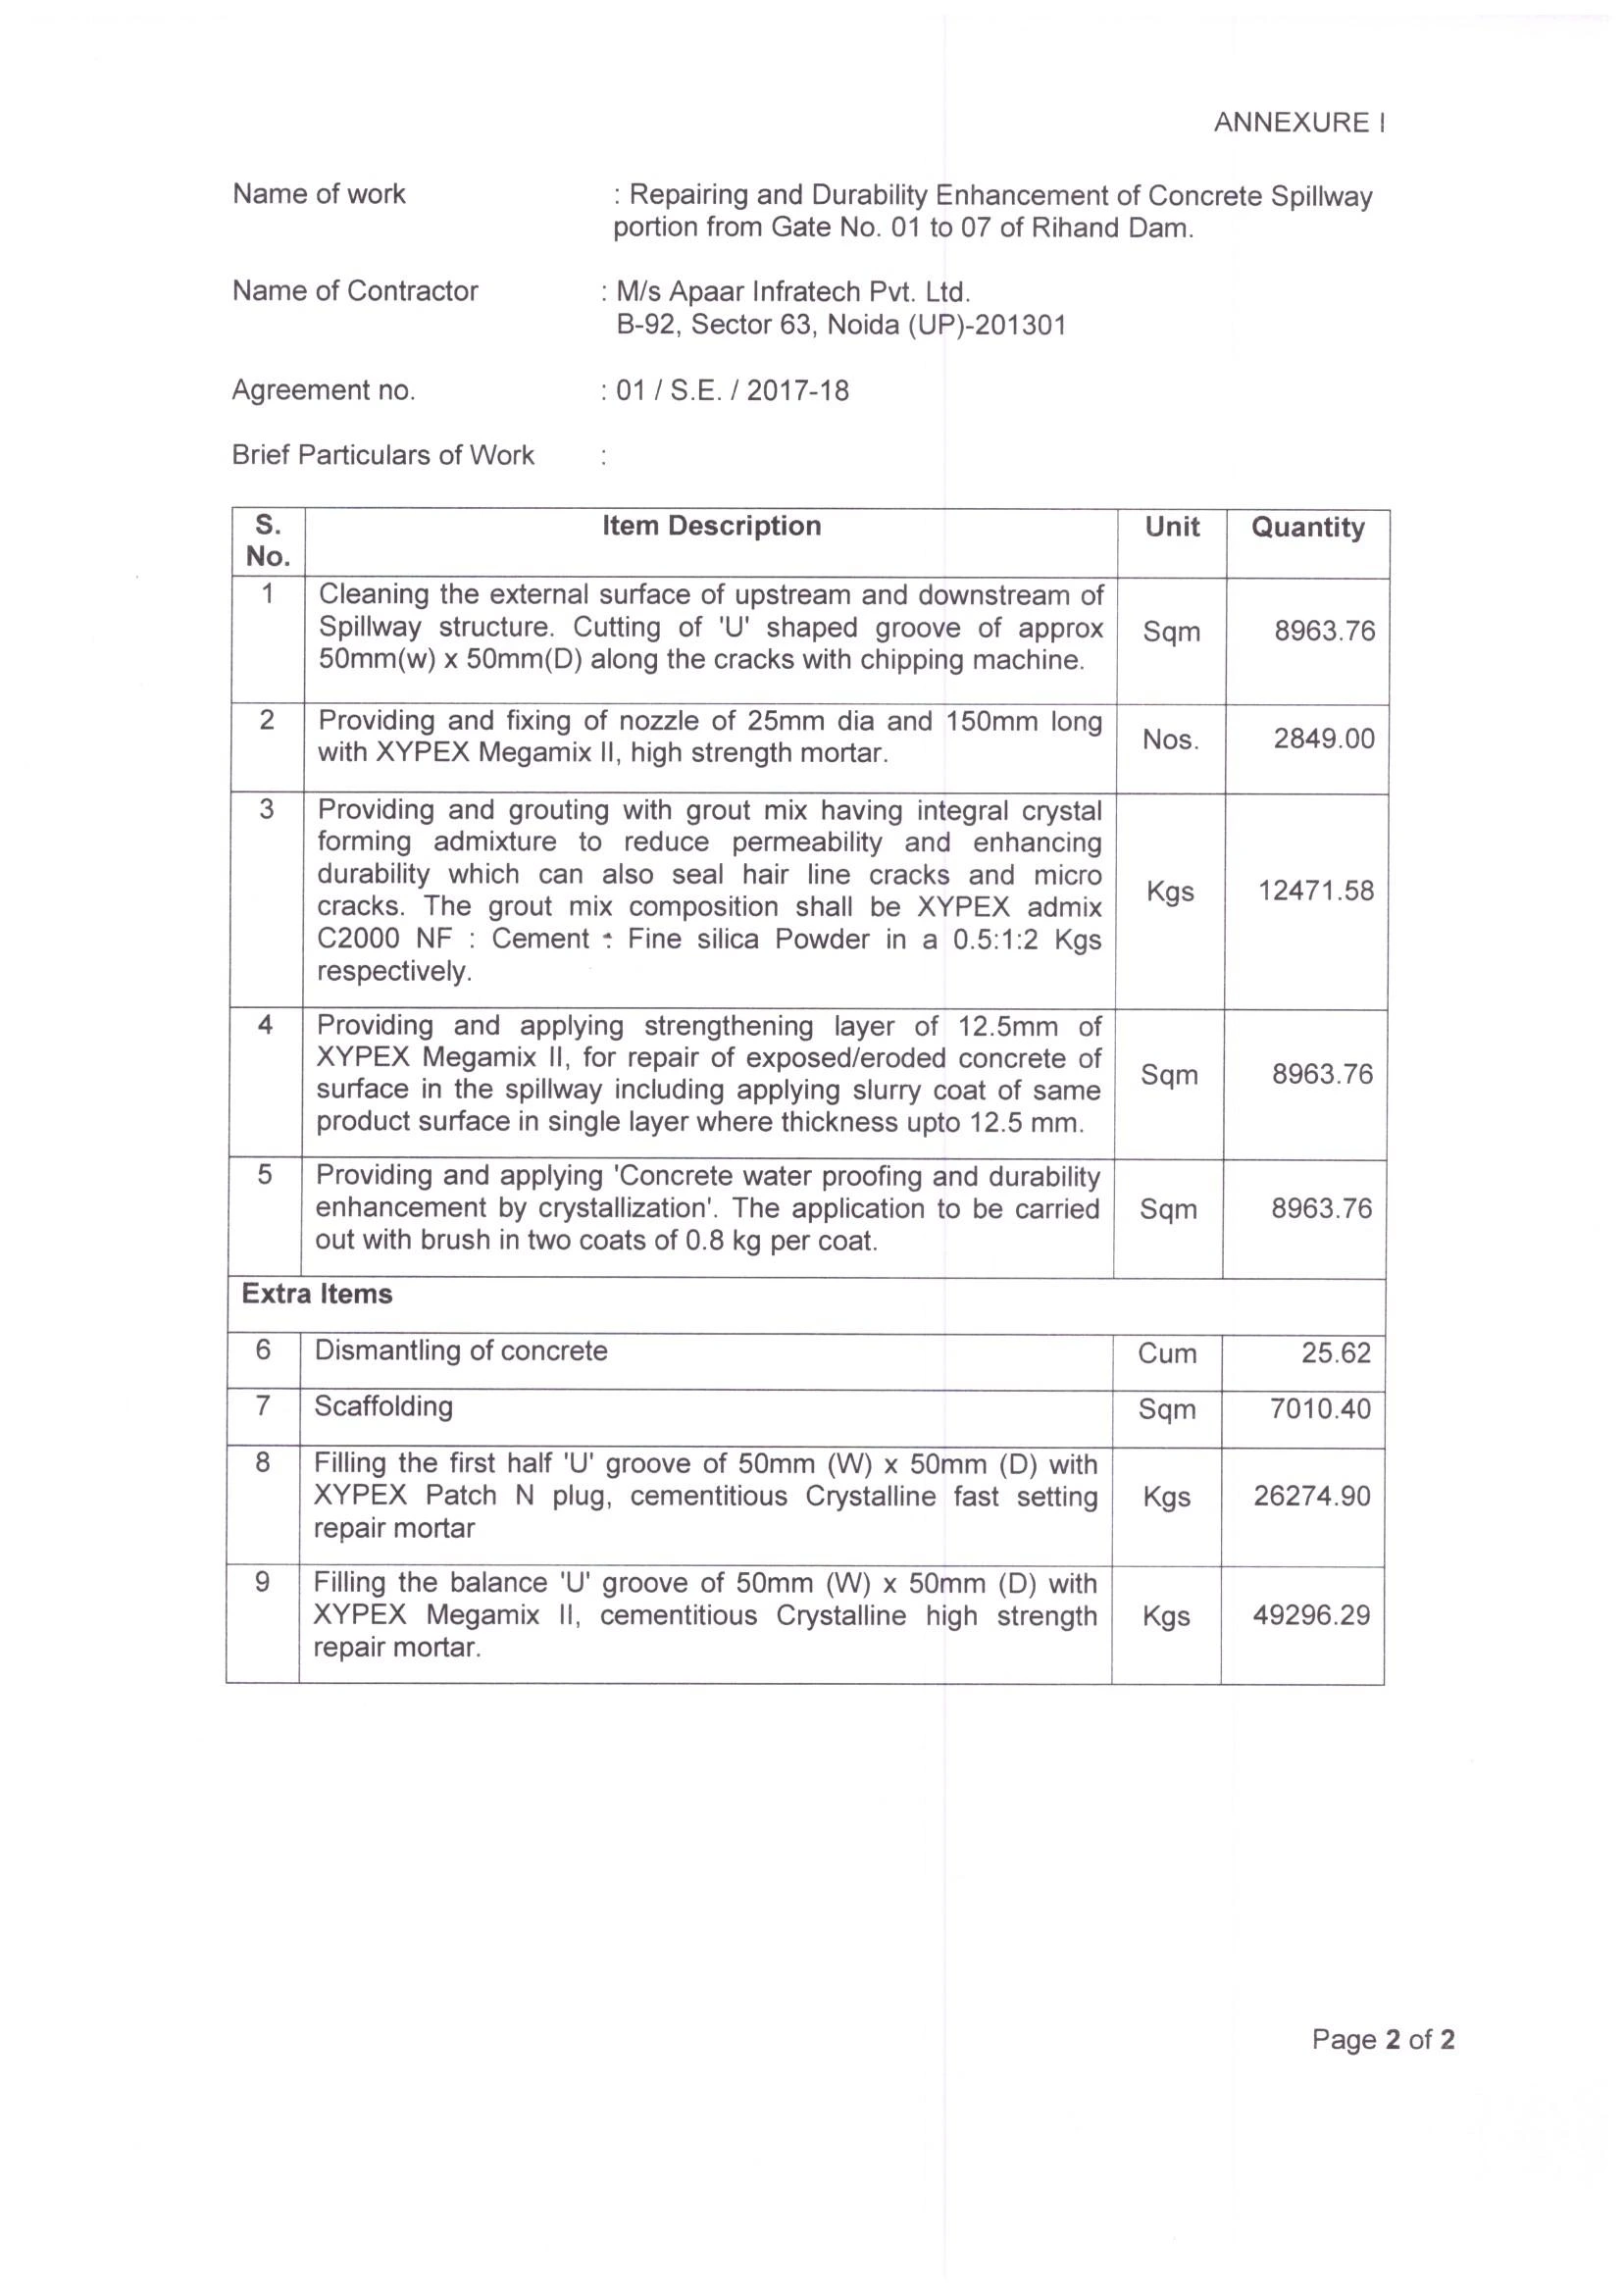 ANNEXURE I
Name of work : Repairing and Durability Enhancement of Concrete Spillway
portion from Gate No. 01 to 07 of Rihand Dam.
Name of Contractor : M/s Apaar Infratech Pvt. Ltd.
B-92, Sector 63, Noida (UP)-201301
Agreement no. : 01 / S.E. / 2017-18
Brief Particulars of Work :
S. No. Item Description Unit Quantity
1 Cleaning the external surface of upstream and downstream of
Spillway structure. Cutting of 'U' shaped groove of approx Sqm 8963.76
50mm(w) x 50mm(D) along the cracks with chipping machine.
2 Providing and fixing of nozzle of 25mm dia and 150mm long
with XYPEX Megamix II, high strength mortar. Nos. 2849.00
3 Providing and grouting with grout mix having integral crystal
forming admixture to reduce permeability and enhancing
durability which can also seal hair line cracks and micro
cracks. The grout mix composition shall be XYPEX admix Kgs 12471.58
C2000 NF : Cement : Fine silica Powder in a 0.5:1:2 Kgs
respectively.
4 Providing and applying strengthening layer of 12.5mm of
XYPEX Megamix II, for repair of exposed/eroded concrete of
surface in the spillway including applying slurry coat of same Sqm 8963.76
product surface in single layer where thickness upto 12.5 mm.
5 Providing and applying 'Concrete water proofing and durability
enhancement by crystallization'. The application to be carried Sqm 8963.76
out with brush in two coats of 0.8 kg per coat.
Extra Items
6 Dismantling of concrete Cum 25.62
7 Scaffolding Sqm 7010.40
8 Filling the first half 'U' groove of 50mm (W) x 50mm (D) with
XYPEX Patch N plug, cementitious Crystalline fast setting Kgs 26274.90
repair mortar
9 Filling the balance 'U' groove of 50mm (W) x 50mm (D) with
XYPEX Megamix II, cementitious Crystalline high strength Kgs 49296.29
repair mortar.
Page 2 of 2